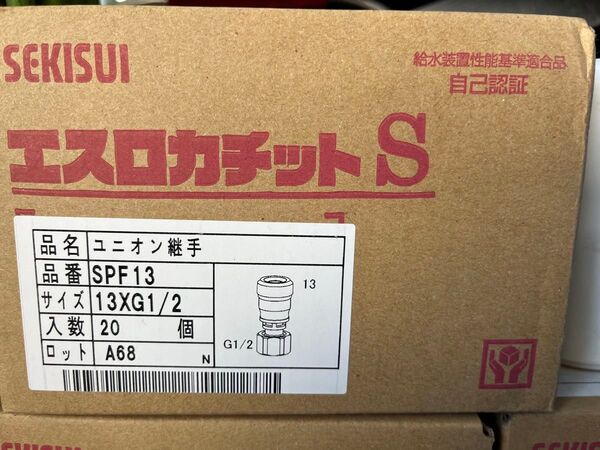 SEKISUI
給水装置性能基準適合品
自己認証
エスロカチットS
品名 ユニオン継手
品番 SPF13
サイズ 13XG1/2
入数 20 個
ロット A68 N
13
G1/2